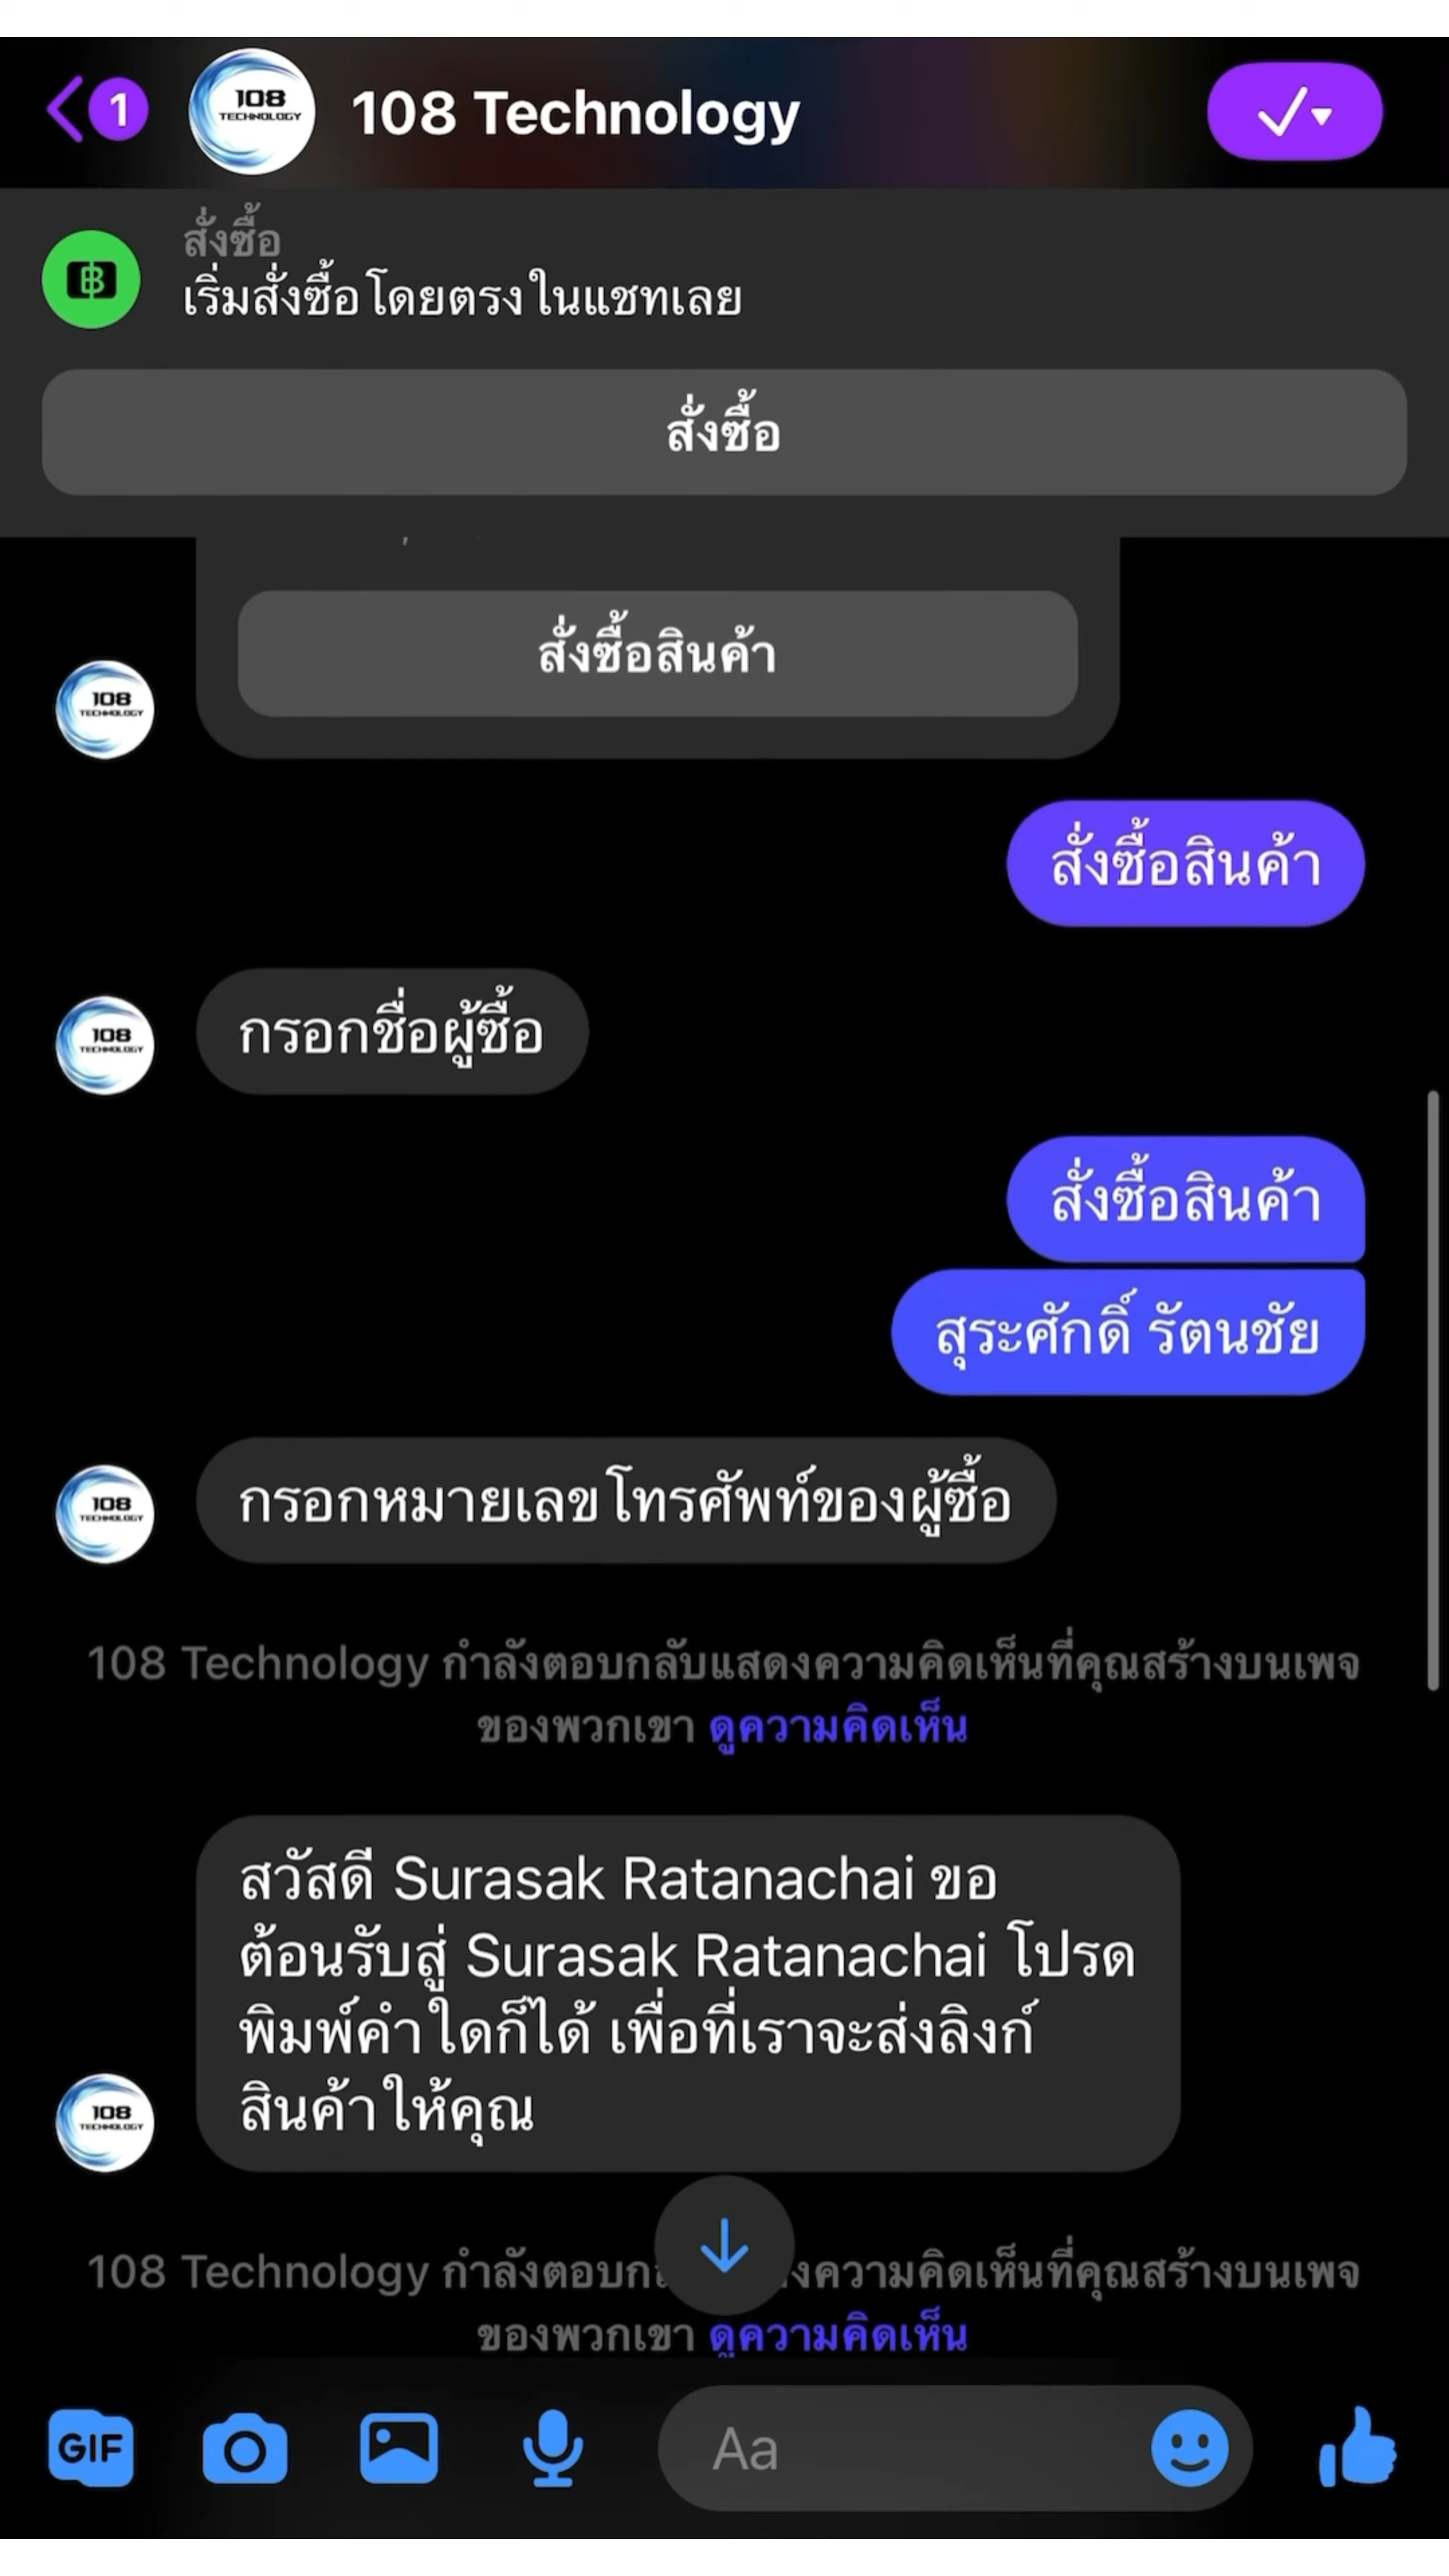 1
108
TECHNOLOGY
108 Technology
สั่งซื้อ
เริ่มสั่งซื้อโดยตรงในแชทเลย
สั่งซื้อ
สั่งซื้อสินค้า
108
TECHNOLOGY
สั่งซื้อสินค้า
กรอกชื่อผู้ซื้อ
108
TECHNOLOGY
สั่งซื้อสินค้า
สุระศักดิ์ รัตนชัย
กรอกหมายเลขโทรศัพท์ของผู้ซื้อ
108
TECHNOLOGY
108 Technology กำลังตอบกลับแสดงความคิดเห็นที่คุณสร้างบนเพจ
ของพวกเขา ดูความคิดเห็น
สวัสดี Surasak Ratanachai ขอ
ต้อนรับสู่ Surasak Ratanachai โปรด
พิมพ์คำใดก็ได้ เพื่อที่เราจะส่งลิงก์
สินค้าให้คุณ
108
TECHNOLOGY
108 Technology กำลังตอบก งความคิดเห็นที่คุณสร้างบนเพจ
ของพวกเขา ดูความคิดเห็น
GIF
Aa